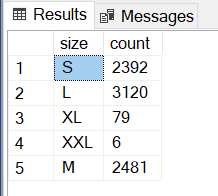 Results Messages
size count
1 S 2392
2 L 3120
3 XL 79
4 XXL 6
5 M 2481